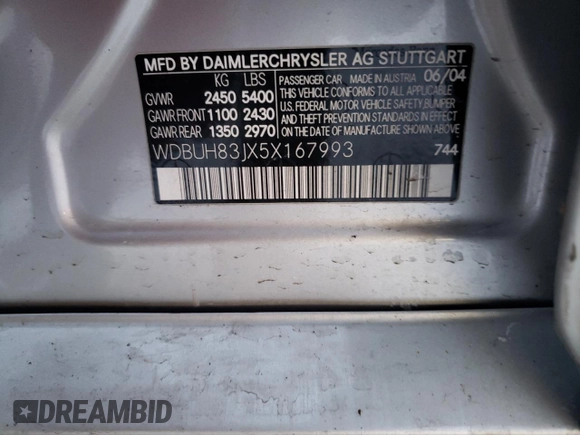 MFD BY DAIMLERCHRYSLER AG STUTTGART
KG LBS PASSENGER CAR MADE IN AUSTRIA 06/04
GVWR 2450 5400 THIS VEHICLE CONFORMS TO ALL APPLICABLE
GAWR FRONT 1100 2430 U.S. FEDERAL MOTOR VEHICLE SAFETY, BUMPER
GAWR REAR 1350 2970 AND THEFT PREVENTION STANDARDS IN EFFECT
ON THE DATE OF MANUFACTURE SHOWN ABOVE.
WDBUH83JX5X167993 744
DREAMBID